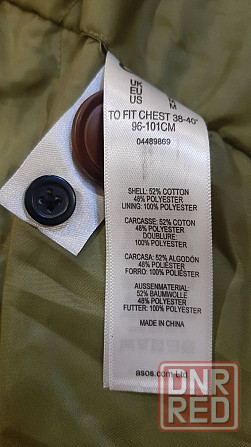 UK
EU
US M
TO FIT CHEST 38-40"
96-101CM
04489869
SHELL: 52% COTTON
48% POLYESTER
LINING: 100% POLYESTER
CARCASSE: 52% COTON
48% POLYESTER
DOUBLURE:
100% POLYESTER
CARCASA: 52% ALGODÓN
48% POLIÉSTER
FORRO: 100% POLIÉSTER
AUSSENMATERIAL:
52% BAUMWOLLE
48% POLYESTER
FUTTER: 100% POLYESTER
MADE IN CHINA
asos.com Ltd
DNR
RED